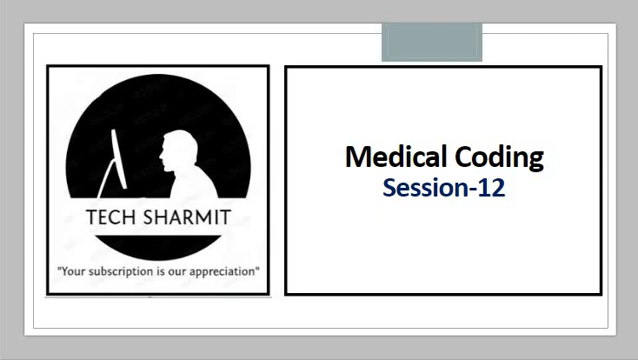 TECH SHARMIT
"Your subscription is our appreciation"
Medical Coding
Session-12